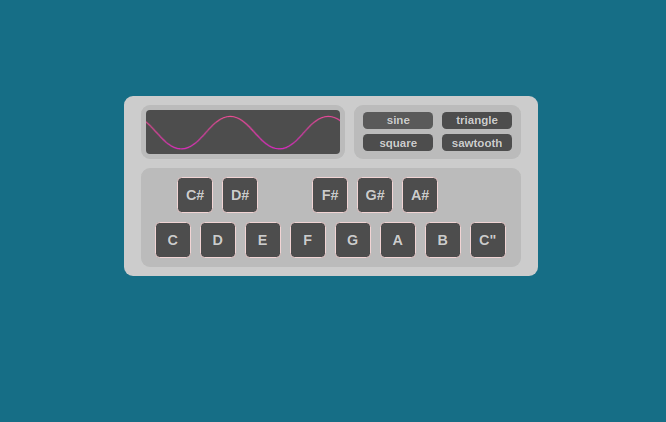 sine triangle
square sawtooth
C# D# F# G# A#
C D E F G A B C"